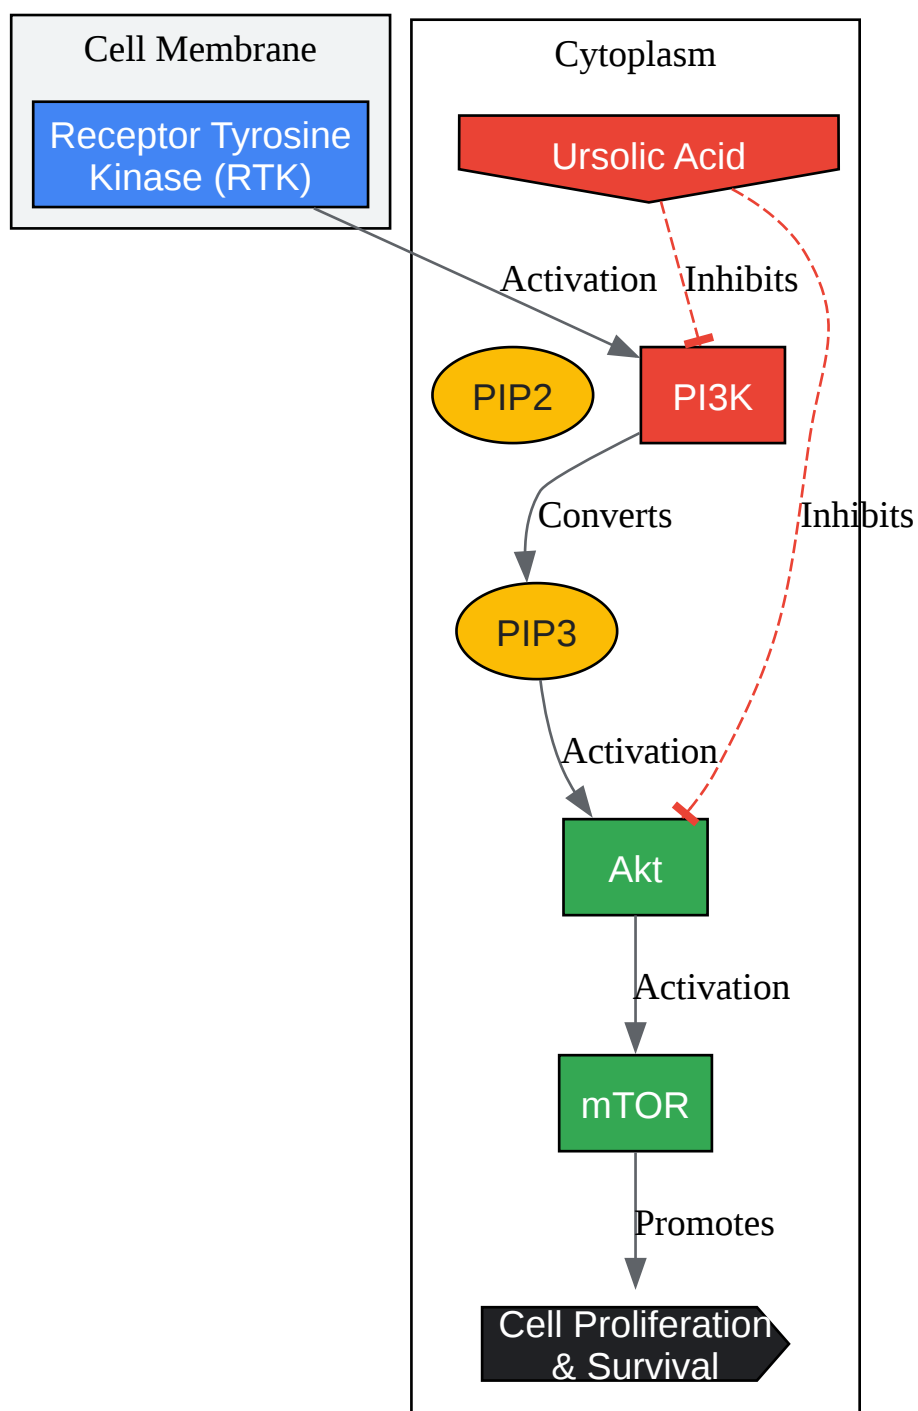 Cell Membrane
Cytoplasm
Receptor Tyrosine
Kinase (RTK)
Ursolic Acid
Activation
Inhibits
PIP2
PI3K
Converts
Inhibits
PIP3
Activation
Akt
Activation
mTOR
Promotes
Cell Proliferation
& Survival